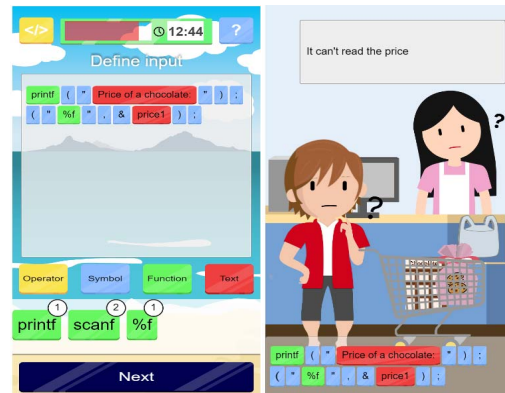 </> 12:44 ?
Define input
printf ( " Price of a chocolate: " ) ;
( " %f " , & price1 ) ;
Operator Symbol Function Text
1 2 1
printf scanf %f
Next
It can't read the price
?
?
printf ( " Price of a chocolate: " ) ;
( " %f " , & price1 ) ;